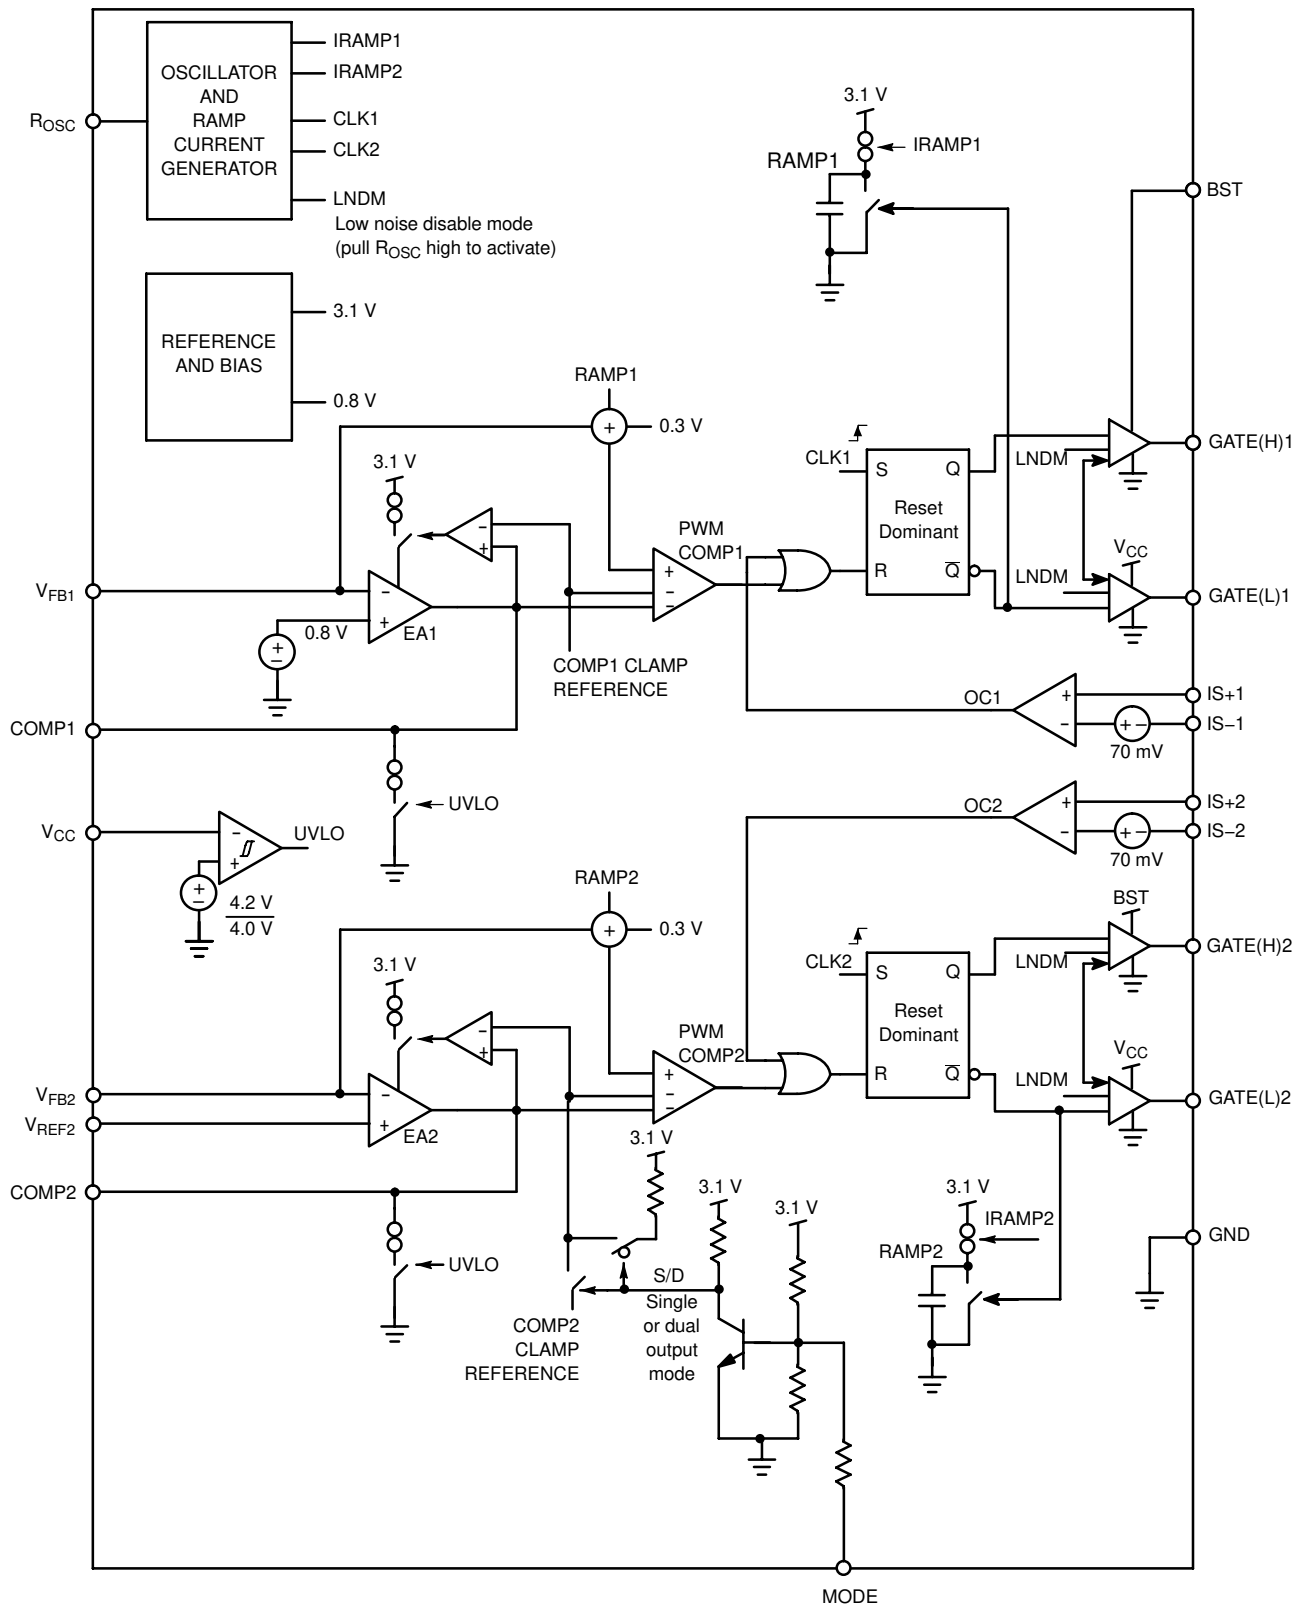 IRAMP1
OSCILLATOR
AND
RAMP
CURRENT
GENERATOR
IRAMP2
CLK1
CLK2
LNDM
Low noise disable mode
(pull ROSC high to activate)
ROSC
3.1 V
IRAMP1
RAMP1
BST
REFERENCE
AND BIAS
3.1 V
0.8 V
RAMP1
+
0.3 V
3.1 V
−
+
VFB1
−
+
EA1
0.8 V
+
−
COMP1 CLAMP
REFERENCE
PWM
COMP1
+
−
−
CLK1
S
Q
Reset
Dominant
R
Q
LNDM
GATE(H)1
VCC
LNDM
GATE(L)1
OC1
+
−
+ −
70 mV
IS+1
IS−1
COMP1
UVLO
OC2
+
−
+ −
70 mV
IS+2
IS−2
VCC
−
+
UVLO
+
−
4.2 V
4.0 V
RAMP2
+
0.3 V
3.1 V
−
+
VFB2
VREF2
−
+
EA2
PWM
COMP2
+
−
−
CLK2
S
Q
Reset
Dominant
R
Q
BST
LNDM
GATE(H)2
VCC
LNDM
GATE(L)2
COMP2
UVLO
3.1 V
3.1 V
3.1 V
S/D
Single
or dual
output
mode
COMP2
CLAMP
REFERENCE
3.1 V
IRAMP2
RAMP2
GND
MODE